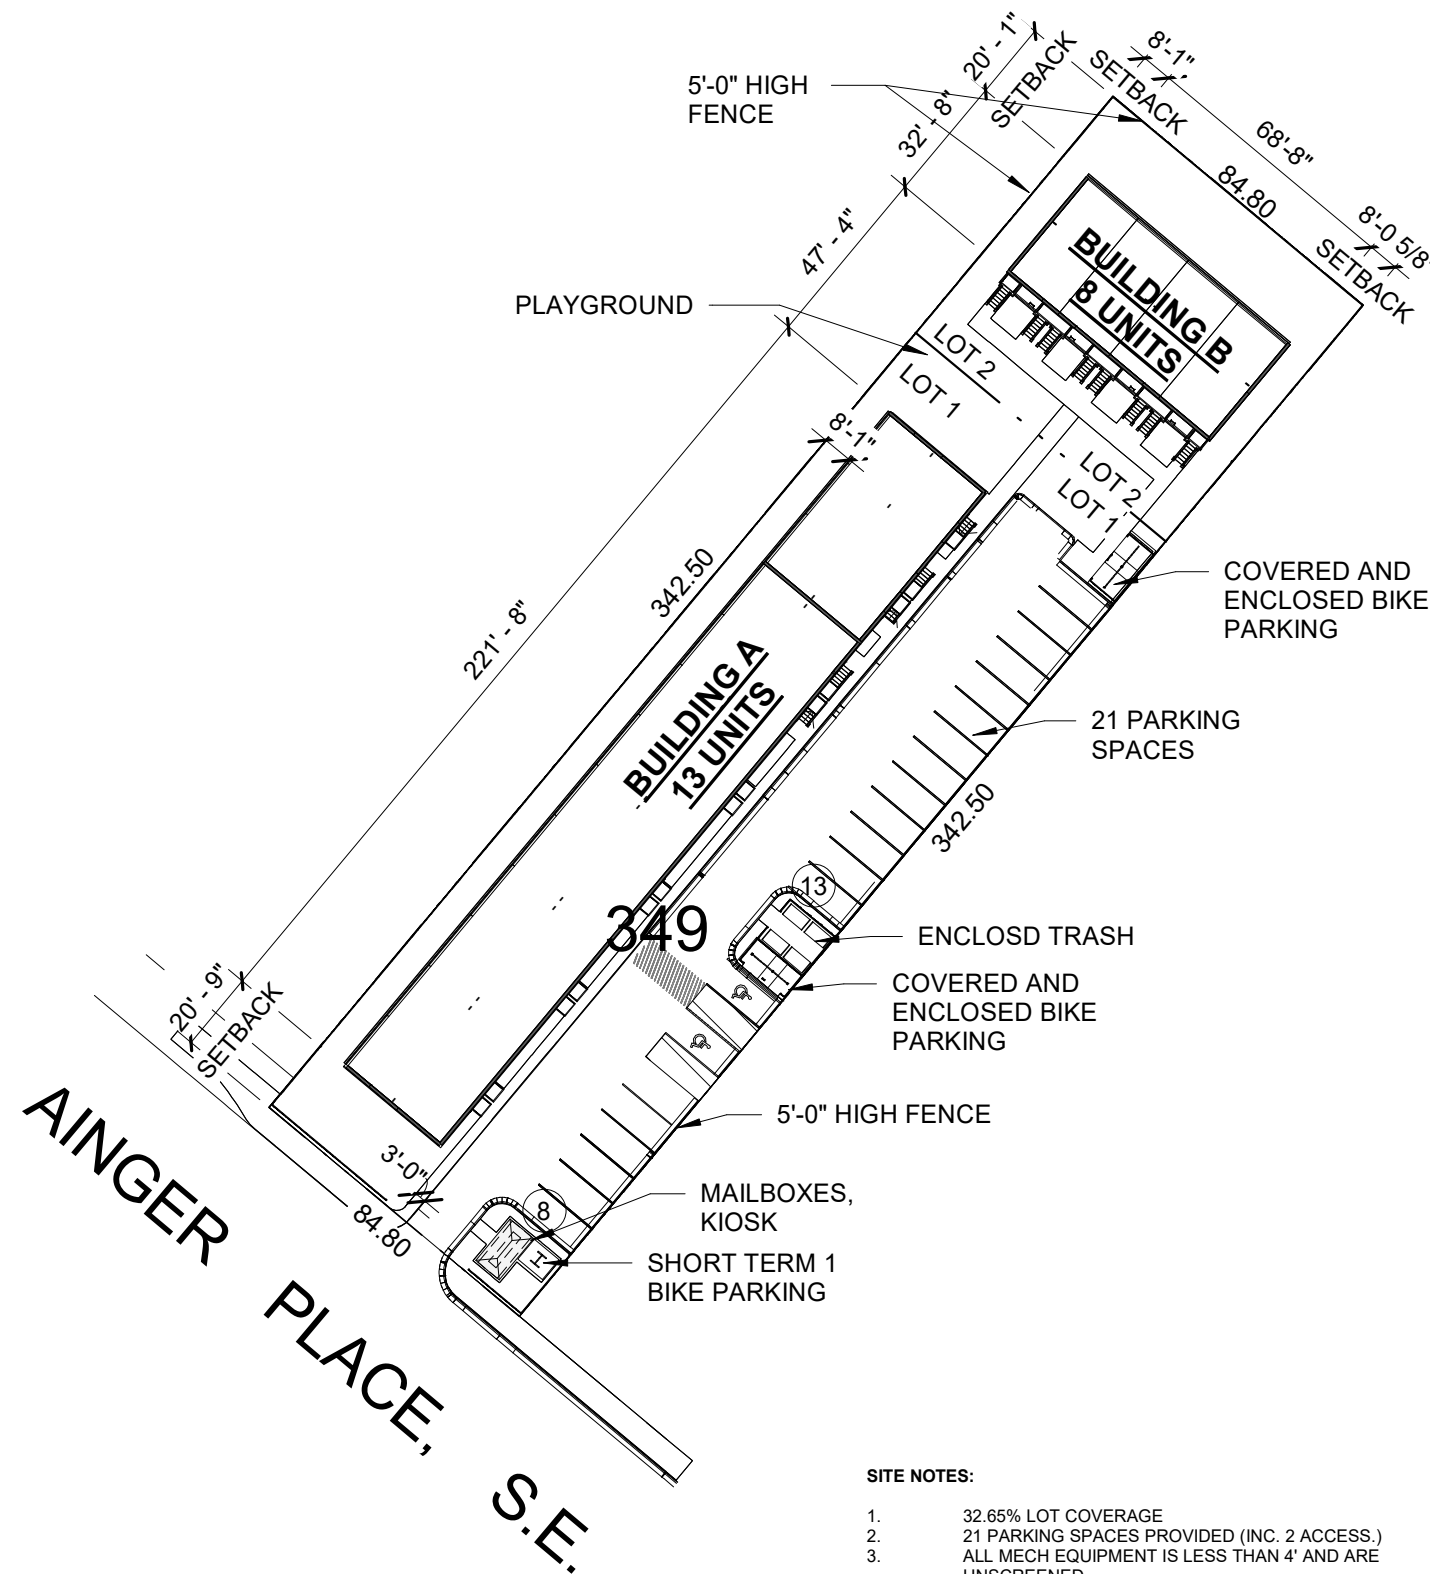 20' - 1"
SETBACK
8'-1"
SETBACK
5'-0" HIGH
FENCE
32' - 8"
68'-8"
84.80
8'-0 5/8
SETBACK
47' - 4"
BUILDING B
8 UNITS
PLAYGROUND
LOT 2
LOT 1
8'-1"
LOT 2
LOT 1
342.50
COVERED AND
ENCLOSED BIKE
PARKING
221' - 8"
BUILDING A
13 UNITS
21 PARKING
SPACES
342.50
13
349
ENCLOSD TRASH
COVERED AND
ENCLOSED BIKE
PARKING
20' - 9"
SETBACK
5'-0" HIGH FENCE
3'-0"
84.80
8
MAILBOXES,
KIOSK
SHORT TERM 1
BIKE PARKING
AINGER PLACE, S.E.
SITE NOTES:
1. 32.65% LOT COVERAGE
2. 21 PARKING SPACES PROVIDED (INC. 2 ACCESS.)
3. ALL MECH EQUIPMENT IS LESS THAN 4' AND ARE
UNSCREENED